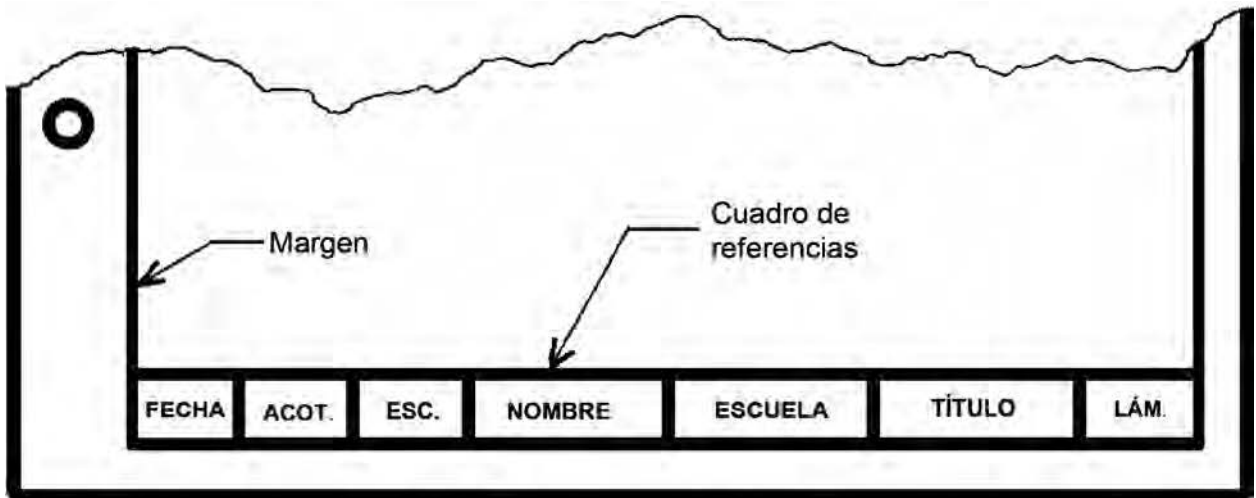 Cuadro de
referencias
Margen
FECHA ACOT. ESC. NOMBRE ESCUELA TÍTULO LÁM.